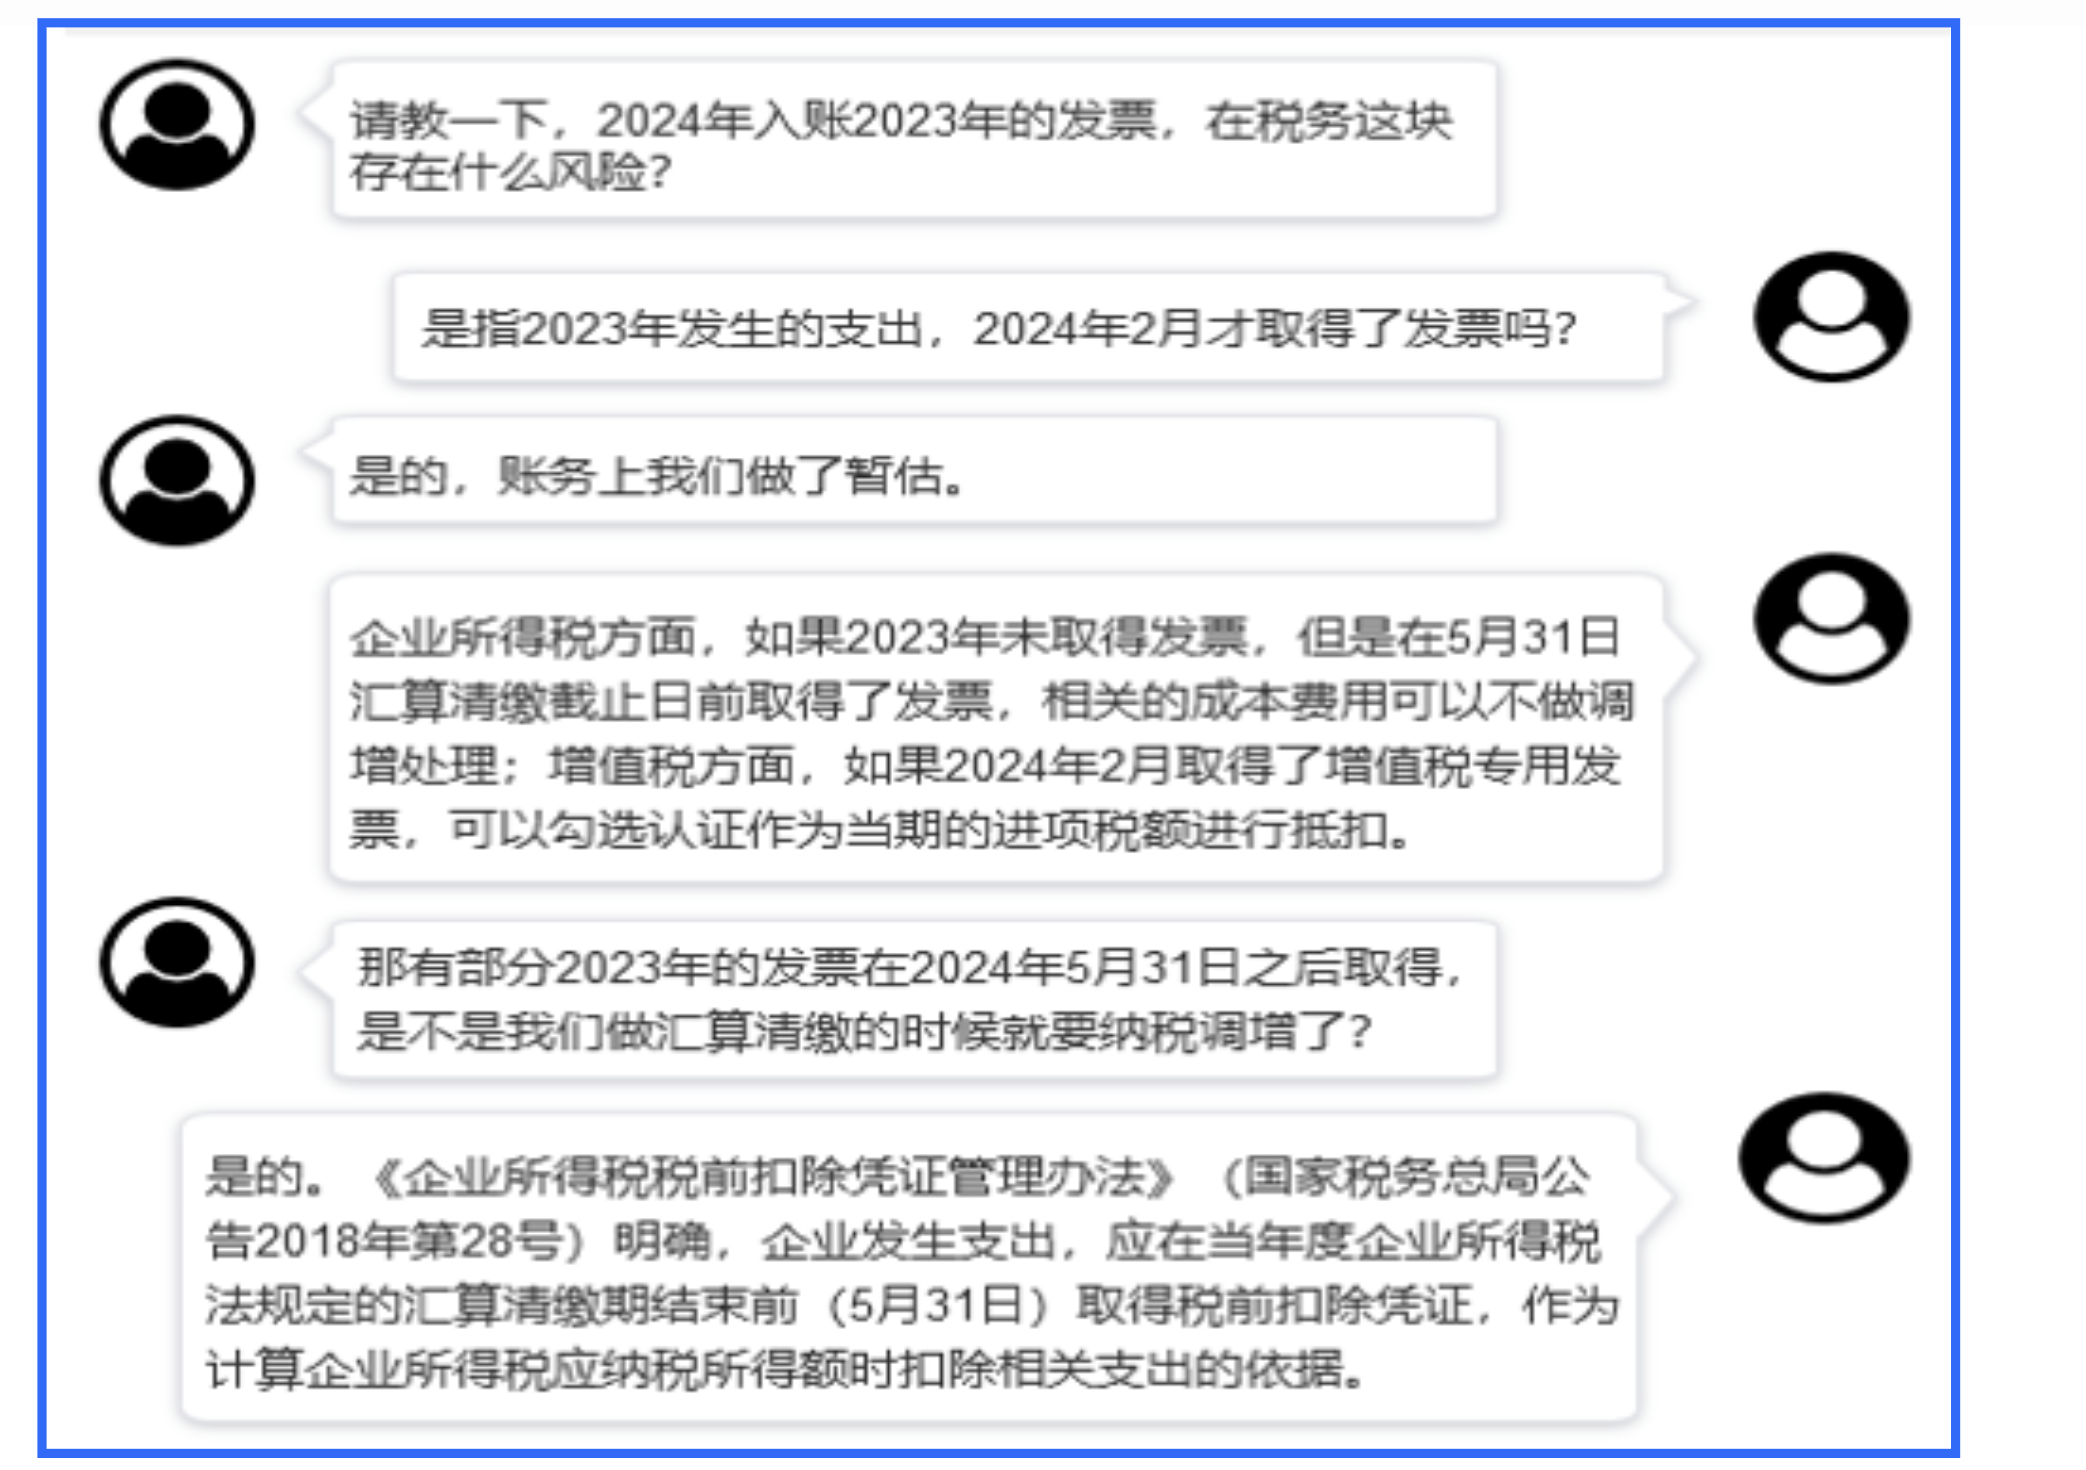 请教一下，2024年入账2023年的发票，在税务这块
存在什么风险？
是指2023年发生的支出，2024年2月才取得了发票吗？
是的，账务上我们做了暂估。
企业所得税方面，如果2023年未取得发票，但是在5月31日
汇算清缴截止日前取得了发票，相关的成本费用可以不做调
增处理；增值税方面，如果2024年2月取得了增值税专用发
票，可以勾选认证作为当期的进项税额进行抵扣。
那有部分2023年的发票在2024年5月31日之后取得，
是不是我们做汇算清缴的时候就要纳税调增了？
是的。《企业所得税税前扣除凭证管理办法》（国家税务总局公
告2018年第28号）明确，企业发生支出，应在当年度企业所得税
法规定的汇算清缴期结束前（5月31日）取得税前扣除凭证，作为
计算企业所得税应纳税所得额时扣除相关支出的依据。